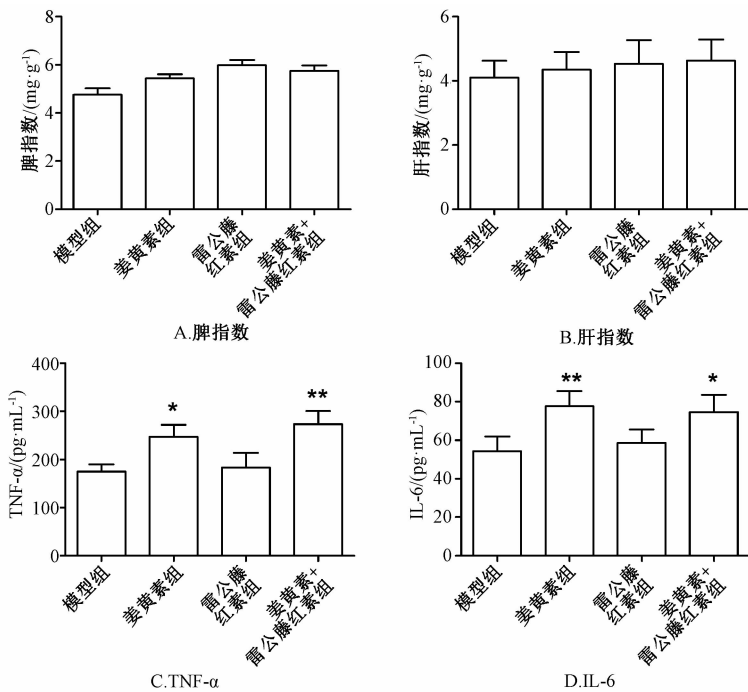 8
6
4
2
0
脾指数/(mg·g-1)
模型组
姜黄素组
雷公藤
红素组
姜黄素+
雷公藤红素组
A.脾指数
6
4
2
0
肝指数/(mg·g-1)
模型组
姜黄素组
雷公藤
红素组
姜黄素+
雷公藤红素组
B.肝指数
400
300
200
100
0
TNF-α/(pg·mL-1)
*
**
模型组
姜黄素组
雷公藤
红素组
姜黄素+
雷公藤红素组
C.TNF-α
100
80
60
40
20
0
IL-6/(pg·mL-1)
**
*
模型组
姜黄素组
雷公藤
红素组
姜黄素+
雷公藤红素组
D.IL-6